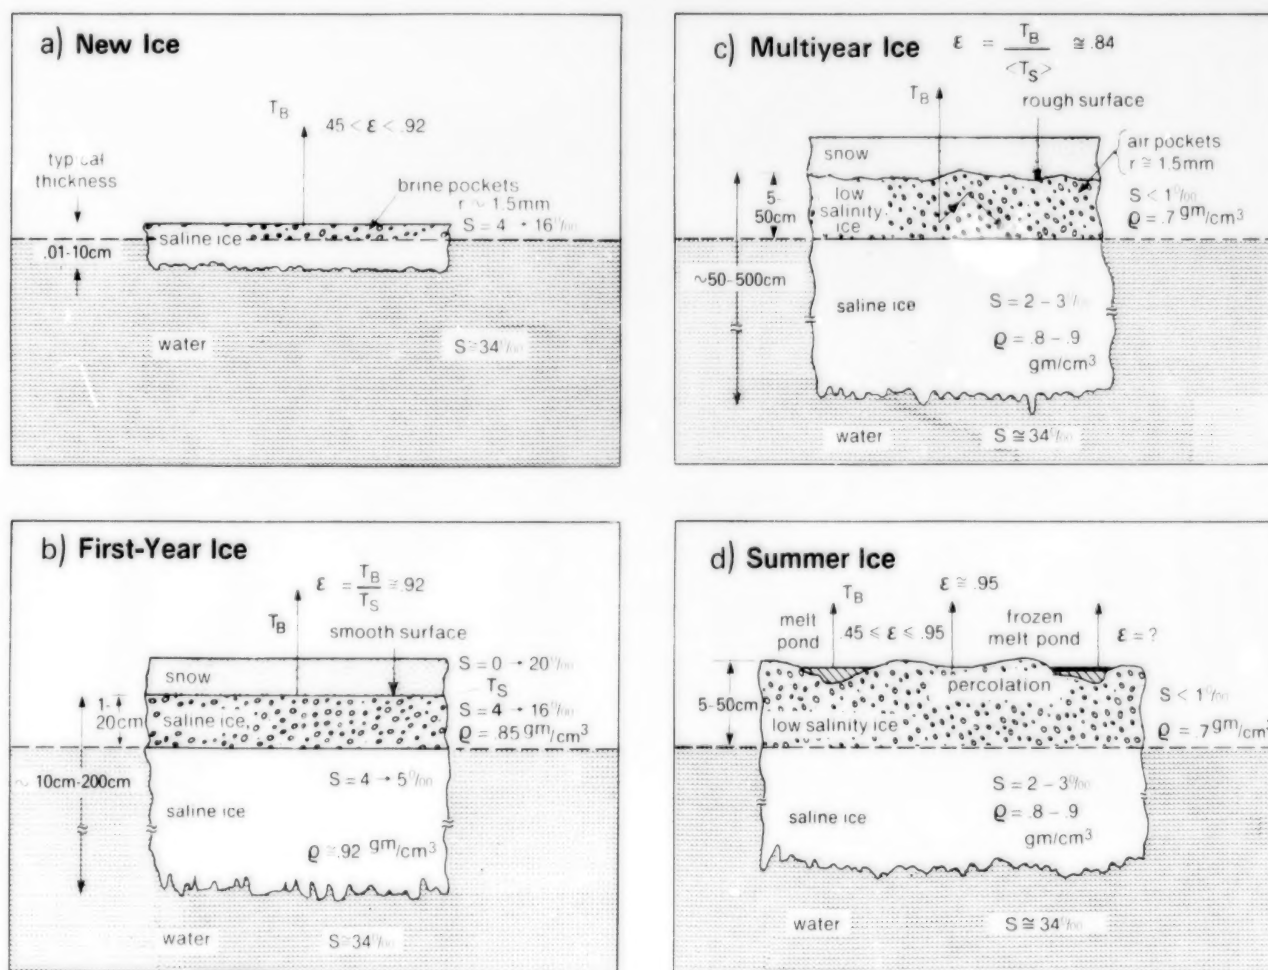 a) New Ice
T_B
.45 < ε < .92
typical
thickness
brine pockets
r ~ 1.5mm
S = 4 → 16‰
saline ice
.01-10cm
water
S ≅ 34‰
b) First-Year Ice
ε = T_B / T_S ≅ .92
T_B
smooth surface
S = 0 → 20‰
snow
T_S
1-
20cm
saline ice
S = 4 → 16‰
ϱ = .85 gm/cm³
~ 10cm-200cm
S = 4 → 5‰
saline ice
ϱ ≅ .92 gm/cm³
water
S ≅ 34‰
c) Multiyear Ice
ε = T_B / <T_S> ≅ .84
T_B
rough surface
snow
air pockets
r ≅ 1.5mm
5-
50cm
low
salinity
ice
S < 1‰
ϱ = .7 gm/cm³
~50-500cm
saline ice
S = 2 – 3‰
ϱ = .8 – .9
gm/cm³
water
S ≅ 34‰
d) Summer Ice
T_B
ε ≅ .95
melt
pond
.45 ≤ ε ≤ .95
frozen
melt pond
ε = ?
percolation
5-50cm
low salinity ice
S < 1‰
ϱ = .7 gm/cm³
saline ice
S = 2 – 3‰
ϱ = .8 – .9
gm/cm³
water
S ≅ 34‰